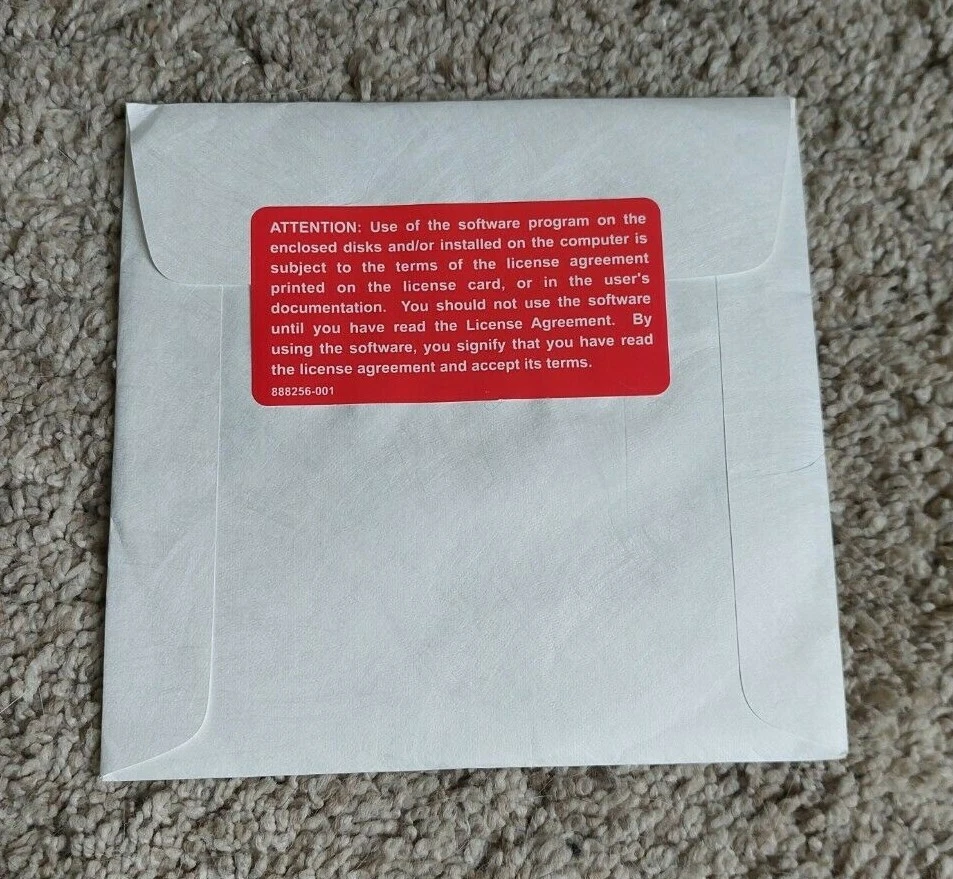 ATTENTION: Use of the software program on the
enclosed disks and/or installed on the computer is
subject to the terms of the license agreement
printed on the license card, or in the user's
documentation. You should not use the software
until you have read the License Agreement. By
using the software, you signify that you have read
the license agreement and accept its terms.
888256-001